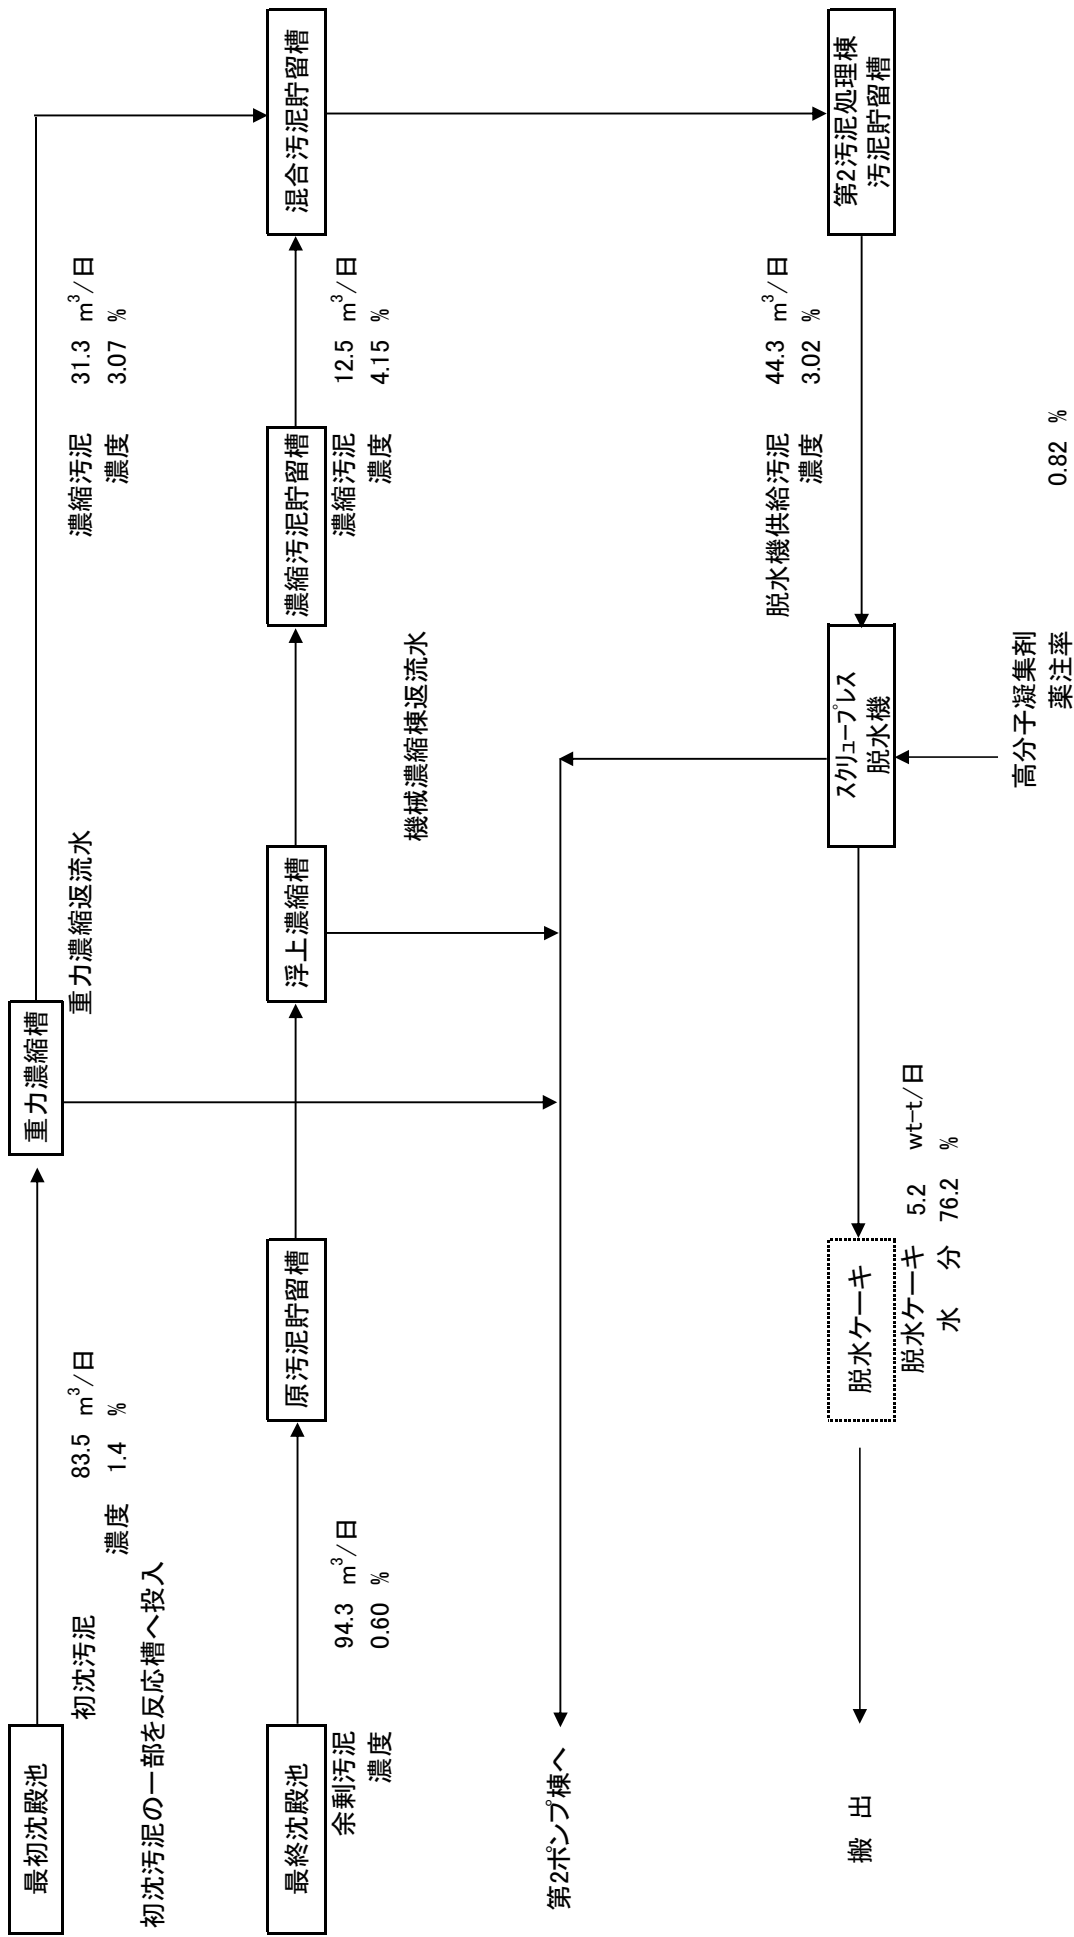 最初沈殿池
初沈汚泥 83.5 m³/日
濃度 1.4 %
初沈汚泥の一部を反応槽へ投入
重力濃縮槽
重力濃縮返流水
濃縮汚泥 31.3 m³/日
濃度 3.07 %
最終沈殿池
余剰汚泥 94.3 m³/日
濃度 0.60 %
原汚泥貯留槽
浮上濃縮槽
濃縮汚泥貯留槽
濃縮汚泥 12.5 m³/日
濃度 4.15 %
混合汚泥貯留槽
機械濃縮棟返流水
第2ポンプ棟へ
脱水機供給汚泥 44.3 m³/日
濃度 3.02 %
第2汚泥処理棟
汚泥貯留槽
スクリュープレス
脱水機
搬 出
脱水ケーキ
脱水ケーキ 5.2 wt-t/日
水 分 76.2 %
高分子凝集剤
薬注率 0.82 %